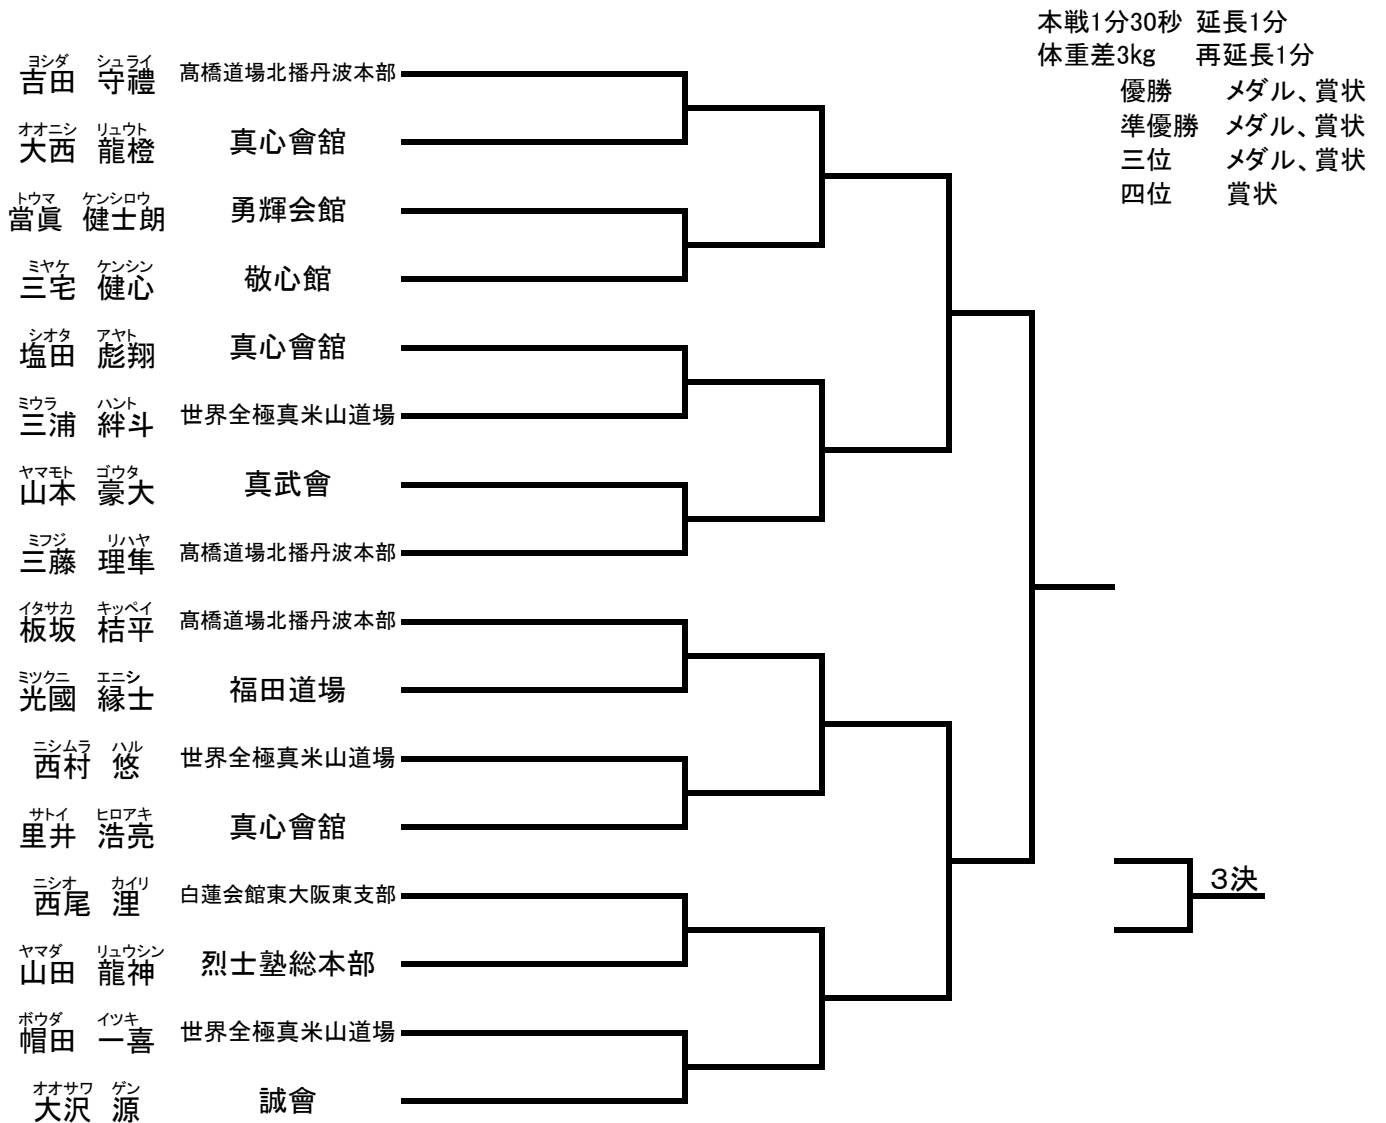 本戦1分30秒 延長1分
体重差3kg 再延長1分
優勝 メダル、賞状
準優勝 メダル、賞状
三位 メダル、賞状
四位 賞状
ヨシダ シュライ
吉田 守禮 髙橋道場北播丹波本部
オオニシ リュウト
大西 龍橙 真心會舘
トウマ ケンシロウ
當眞 健士朗 勇輝会館
ミヤケ ケンシン
三宅 健心 敬心館
シオタ アヤト
塩田 彪翔 真心會舘
ミウラ ハント
三浦 絆斗 世界全極真米山道場
ヤマモト ゴウタ
山本 豪大 真武會
ミフジ リハヤ
三藤 理隼 髙橋道場北播丹波本部
イタサカ キッペイ
板坂 桔平 髙橋道場北播丹波本部
ミツクニ エニシ
光國 縁士 福田道場
ニシムラ ハル
西村 悠 世界全極真米山道場
サトイ ヒロアキ
里井 浩亮 真心會舘
ニシオ カイリ
西尾 浬 白蓮会館東大阪東支部
ヤマダ リュウシン
山田 龍神 烈士塾総本部
ボウダ イツキ
帽田 一喜 世界全極真米山道場
オオサワ ゲン
大沢 源 誠會
３決